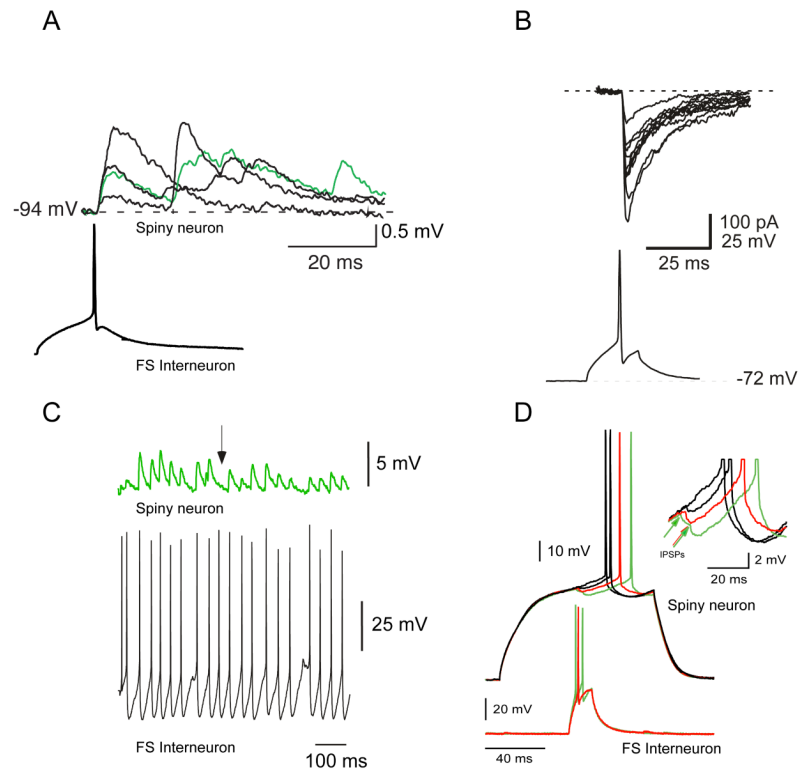 A
-94 mV
Spiny neuron
0.5 mV
20 ms
FS Interneuron
B
100 pA
25 mV
25 ms
-72 mV
C
5 mV
Spiny neuron
25 mV
FS Interneuron
100 ms
D
10 mV
IPSPs
2 mV
20 ms
Spiny neuron
20 mV
FS Interneuron
40 ms